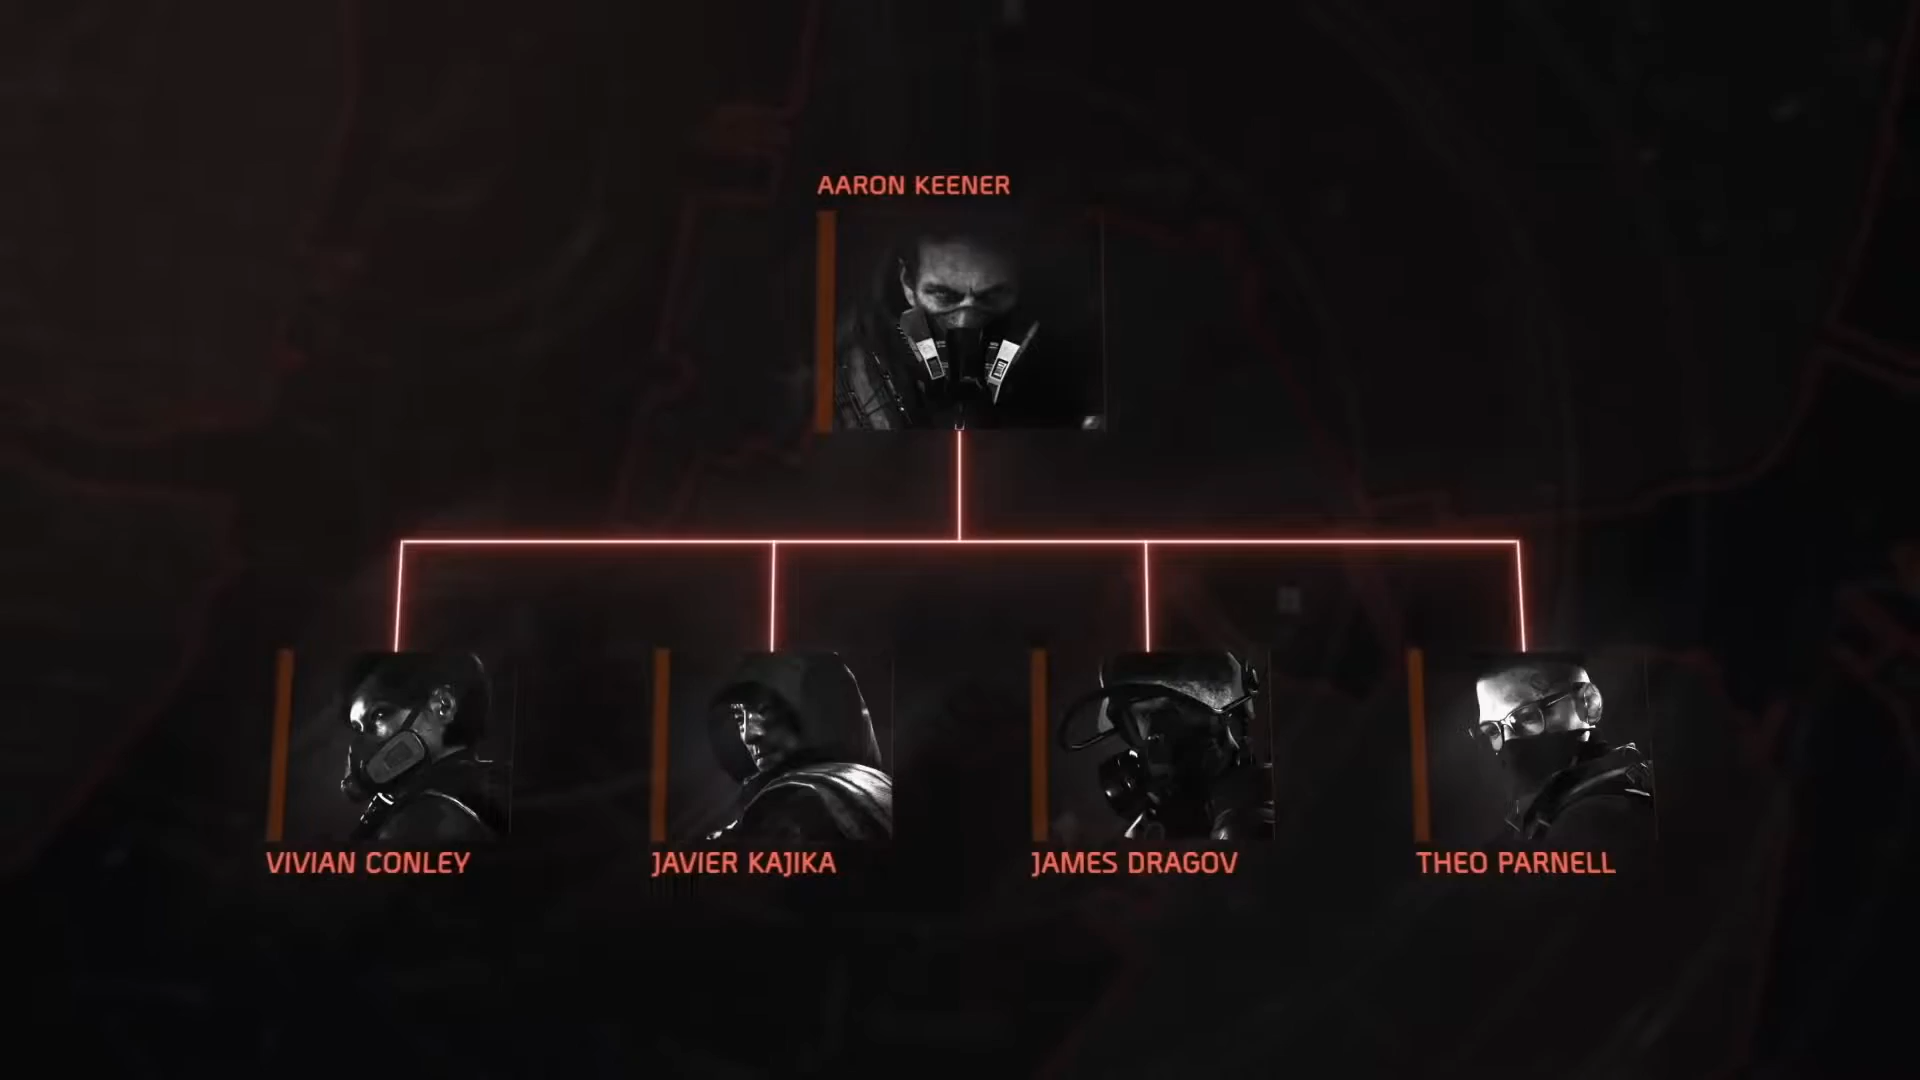 AARON KEENER
VIVIAN CONLEY
JAVIER KAJIKA
JAMES DRAGOV
THEO PARNELL